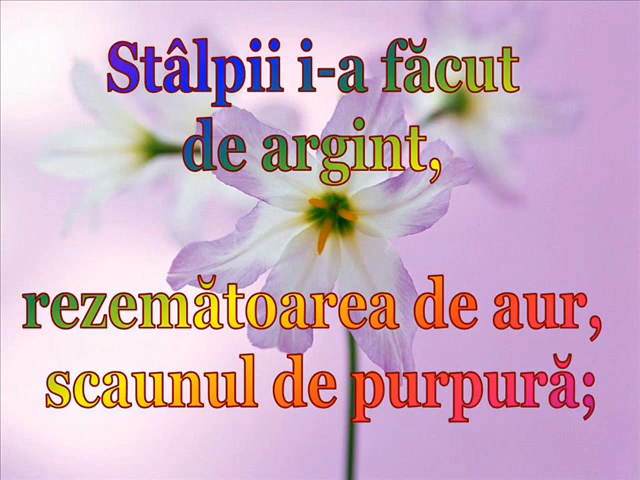 Stâlpii i-a făcut
de argint,
rezemătoarea de aur,
scaunul de purpură;